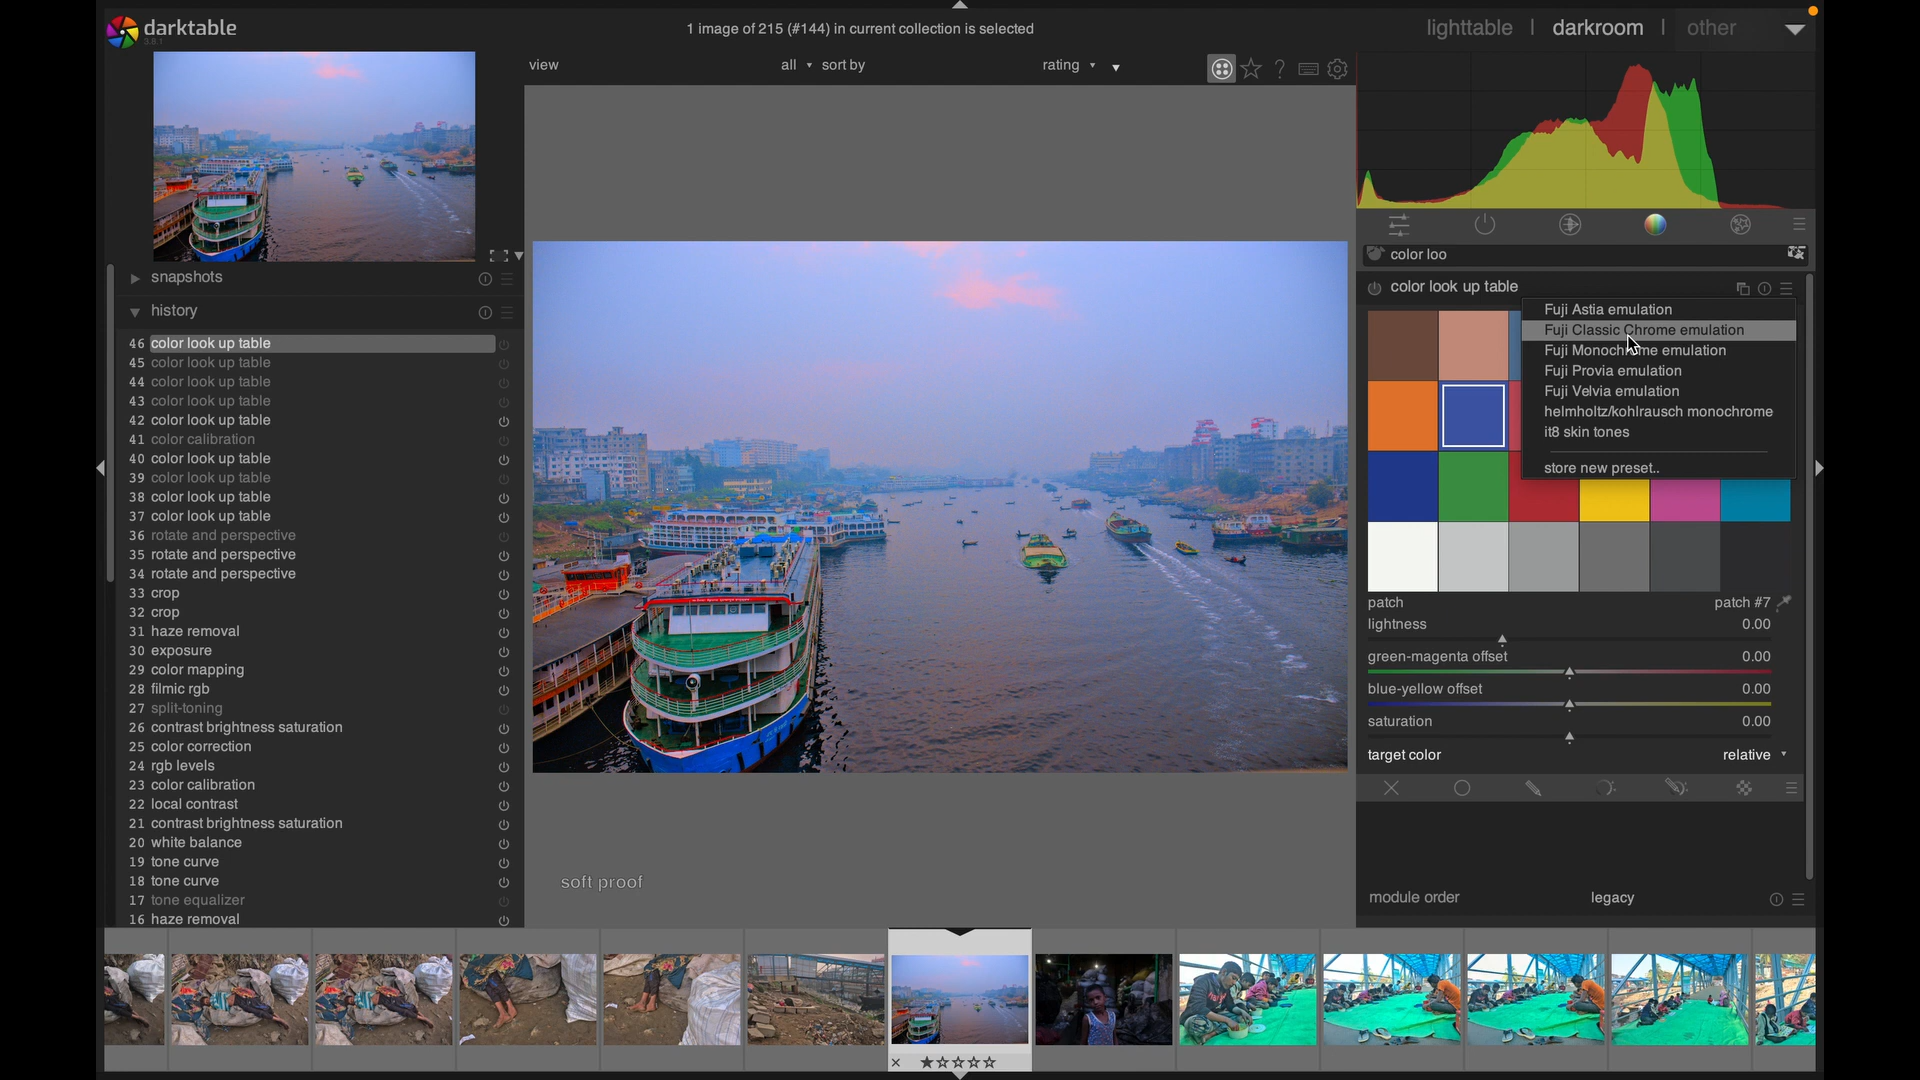 darktable
3.8.1
1 image of 215 (#144) in current collection is selected
lighttable | darkroom | other
view all sort by rating
snapshots
history
46 color look up table
45 color look up table
44 color look up table
43 color look up table
42 color look up table
41 color calibration
40 color look up table
39 color look up table
38 color look up table
37 color look up table
36 rotate and perspective
35 rotate and perspective
34 rotate and perspective
33 crop
32 crop
31 haze removal
30 exposure
29 color mapping
28 filmic rgb
27 split-toning
26 contrast brightness saturation
25 color correction
24 rgb levels
23 color calibration
22 local contrast
21 contrast brightness saturation
20 white balance
19 tone curve
18 tone curve
17 tone equalizer
16 haze removal
soft proof
color loo
color look up table
Fuji Astia emulation
Fuji Classic Chrome emulation
Fuji Monochrome emulation
Fuji Provia emulation
Fuji Velvia emulation
helmholtz/kohlrausch monochrome
it8 skin tones
store new preset..
patch patch #7
lightness 0.00
green-magenta offset 0.00
blue-yellow offset 0.00
saturation 0.00
target color relative
module order legacy